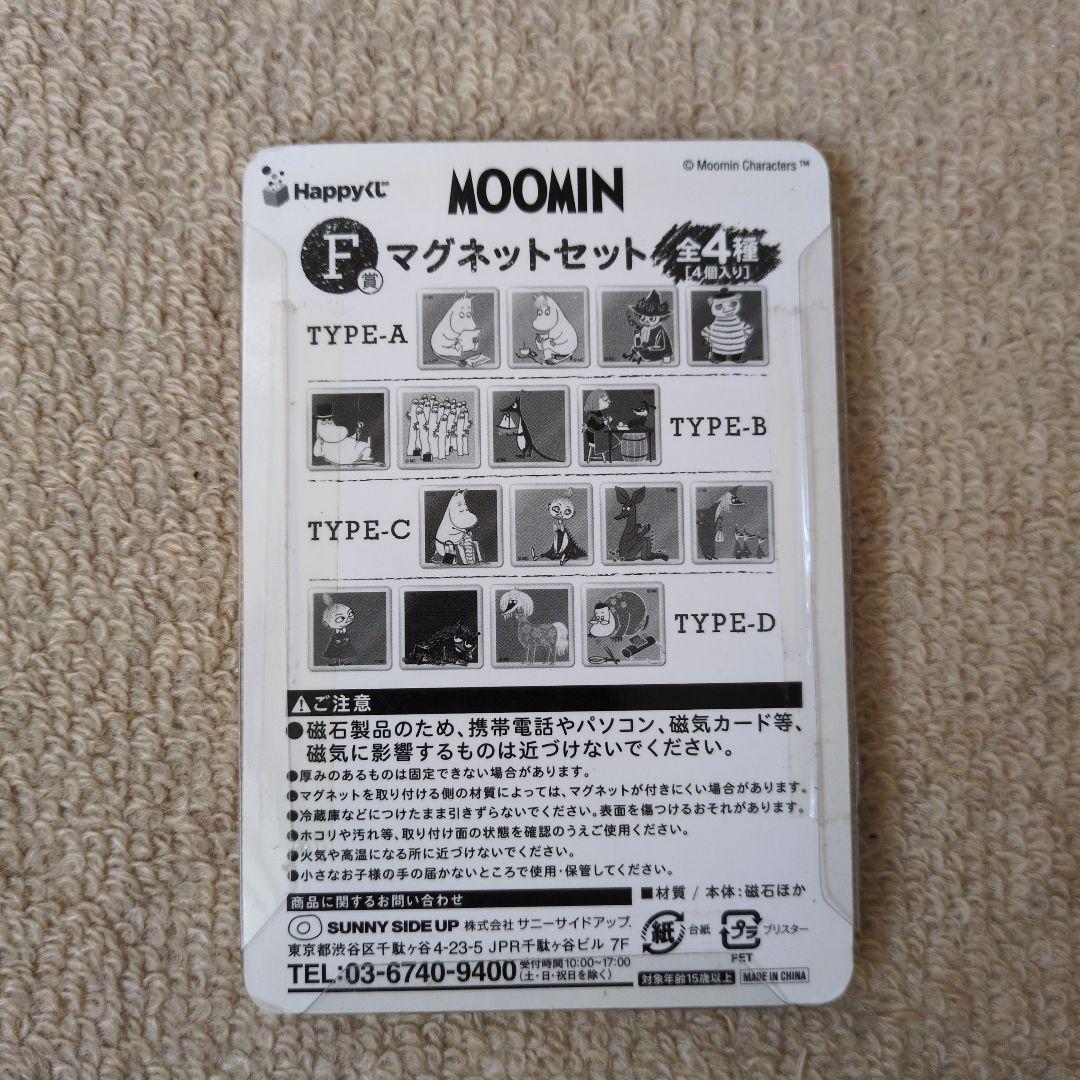 Happyくじ
MOOMIN
© Moomin Characters™
F賞
マグネットセット
全4種
[4個入り]
TYPE-A
TYPE-B
TYPE-C
TYPE-D
ご注意
●磁石製品のため、携帯電話やパソコン、磁気カード等、
磁気に影響するものは近づけないでください。
●厚みのあるものは固定できない場合があります。
●マグネットを取り付ける側の材質によっては、マグネットが付きにくい場合があります。
●冷蔵庫などにつけたまま引きずらないでください。表面を傷つけるおそれがあります。
●ホコリや汚れ等、取り付け面の状態を確認のうえご使用ください。
●火気や高温になる所に近づけないでください。
●小さなお子様の手の届かないところで使用・保管してください。
商品に関するお問い合わせ
■材質 / 本体:磁石ほか
SUNNY SIDE UP 株式会社 サニーサイドアップ.
東京都渋谷区千駄ヶ谷4-23-5 JPR千駄ヶ谷ビル 7F
TEL:03-6740-9400
受付時間10:00~17:00
(土・日・祝日を除く)
紙 台紙
プラ ブリスター
PET
対象年齢15歳以上
MADE IN CHINA